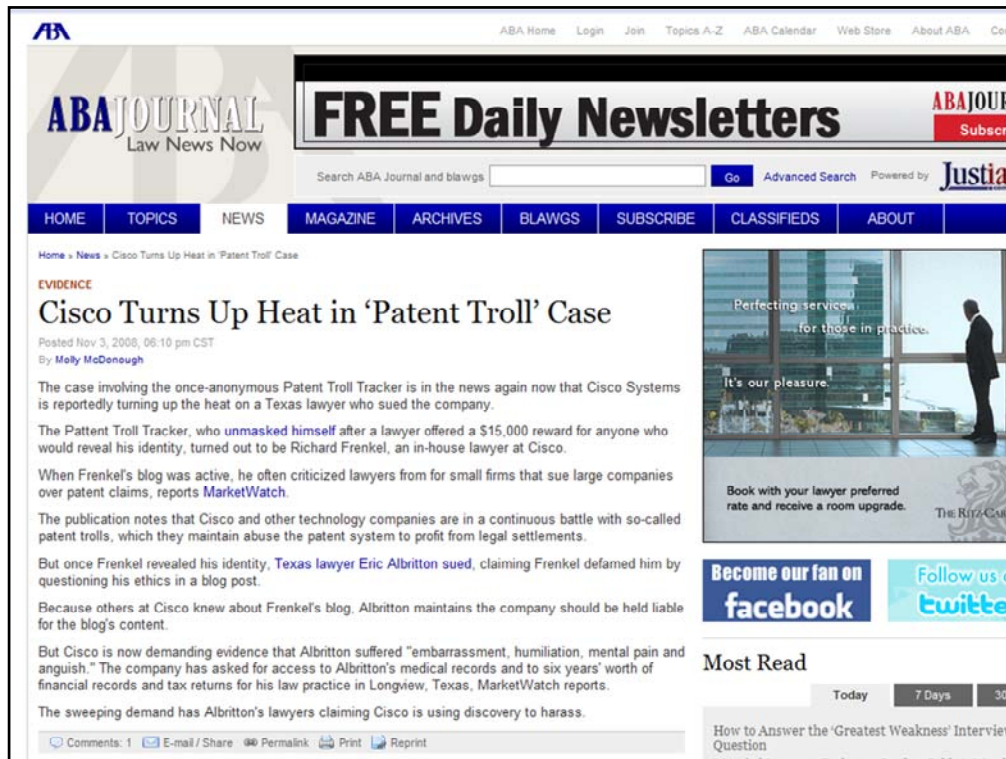 ABA
ABA Home Login Join Topics A-Z ABA Calendar Web Store About ABA
ABAJOURNAL
Law News Now
FREE Daily Newsletters
Search ABA Journal and blawgs Go Advanced Search Powered by Justia
HOME TOPICS NEWS MAGAZINE ARCHIVES BLAWGS SUBSCRIBE CLASSIFIEDS ABOUT
Home » News » Cisco Turns Up Heat in 'Patent Troll' Case
EVIDENCE
Cisco Turns Up Heat in ‘Patent Troll’ Case
Posted Nov 3, 2008, 06:10 pm CST
By Molly McDonough
The case involving the once-anonymous Patent Troll Tracker is in the news again now that Cisco Systems
is reportedly turning up the heat on a Texas lawyer who sued the company.
The Pattent Troll Tracker, who unmasked himself after a lawyer offered a $15,000 reward for anyone who
would reveal his identity, turned out to be Richard Frenkel, an in-house lawyer at Cisco.
When Frenkel's blog was active, he often criticized lawyers from for small firms that sue large companies
over patent claims, reports MarketWatch.
The publication notes that Cisco and other technology companies are in a continuous battle with so-called
patent trolls, which they maintain abuse the patent system to profit from legal settlements.
But once Frenkel revealed his identity, Texas lawyer Eric Albritton sued, claiming Frenkel defamed him by
questioning his ethics in a blog post.
Because others at Cisco knew about Frenkel's blog, Albritton maintains the company should be held liable
for the blog's content.
But Cisco is now demanding evidence that Albritton suffered "embarrassment, humiliation, mental pain and
anguish." The company has asked for access to Albritton's medical records and to six years' worth of
financial records and tax returns for his law practice in Longview, Texas, MarketWatch reports.
The sweeping demand has Albritton's lawyers claiming Cisco is using discovery to harass.
Comments: 1 E-mail / Share Permalink Print Reprint
Perfecting service
for those in practice.
It's our pleasure.
Book with your lawyer preferred
rate and receive a room upgrade.
Become our fan on
facebook
Follow us
Most Read
Today 7 Days 30
How to Answer the ‘Greatest Weakness’ Interview
Question